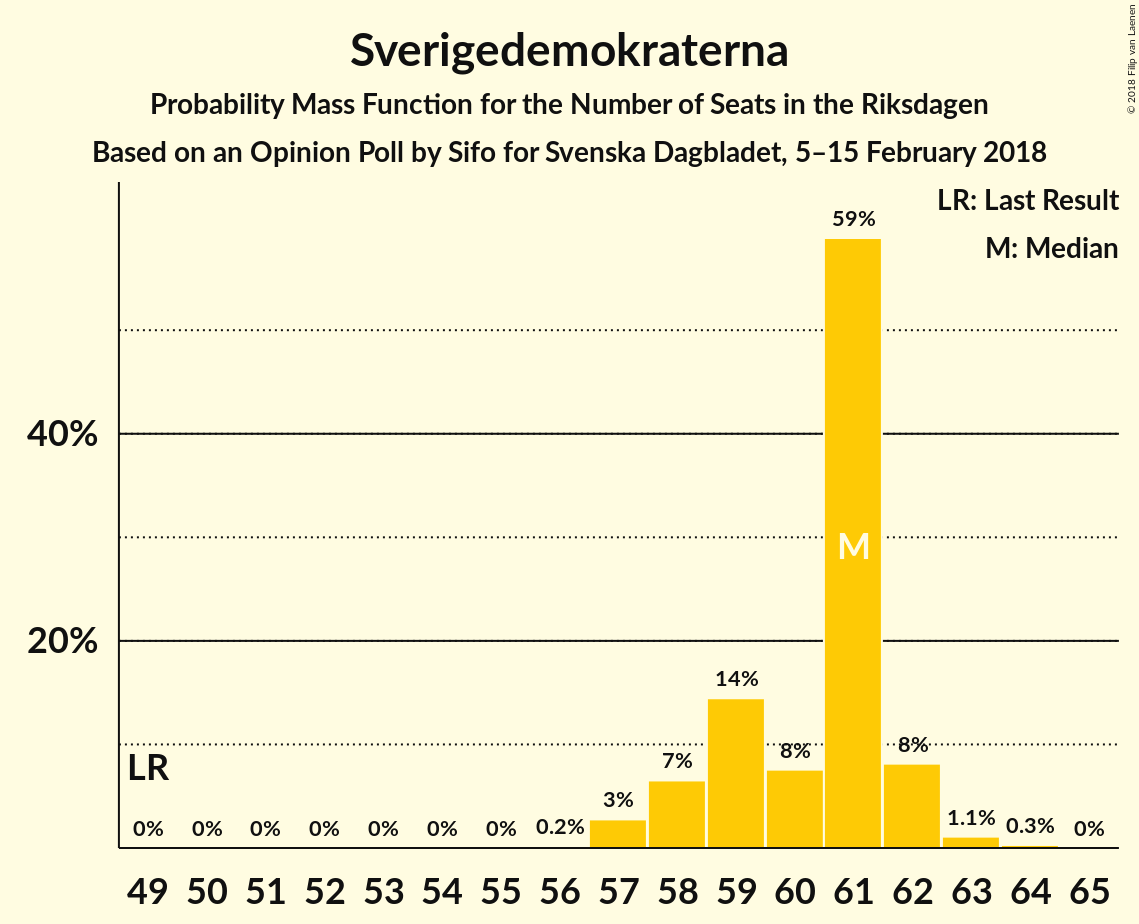 Sverigedemokraterna
Probability Mass Function for the Number of Seats in the Riksdagen
Based on an Opinion Poll by Sifo for Svenska Dagbladet, 5–15 February 2018
© 2018 Filip van Laenen
LR: Last Result
M: Median
59%
40%
M
20%
14%
LR
7%
8%
8%
3%
0% 0% 0% 0% 0% 0% 0% 0.2% 1.1% 0.3% 0%
49 50 51 52 53 54 55 56 57 58 59 60 61 62 63 64 65